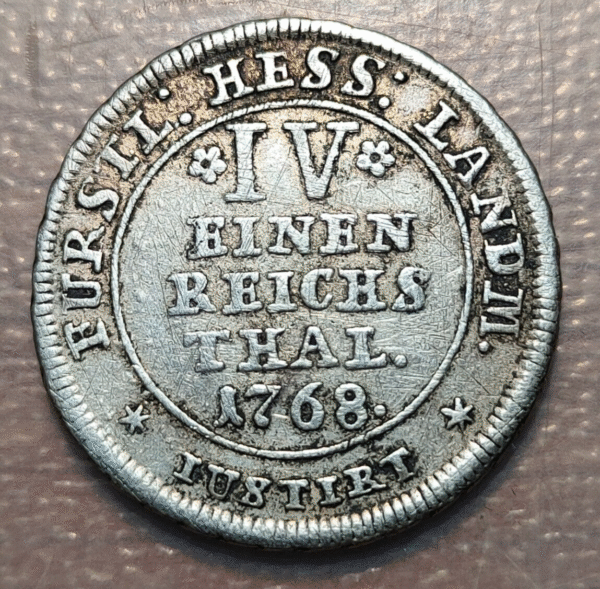 FURSTL: HESS: LANDM.
IV
EINEN
REICHS
THAL.
1768.
IUSTIRT